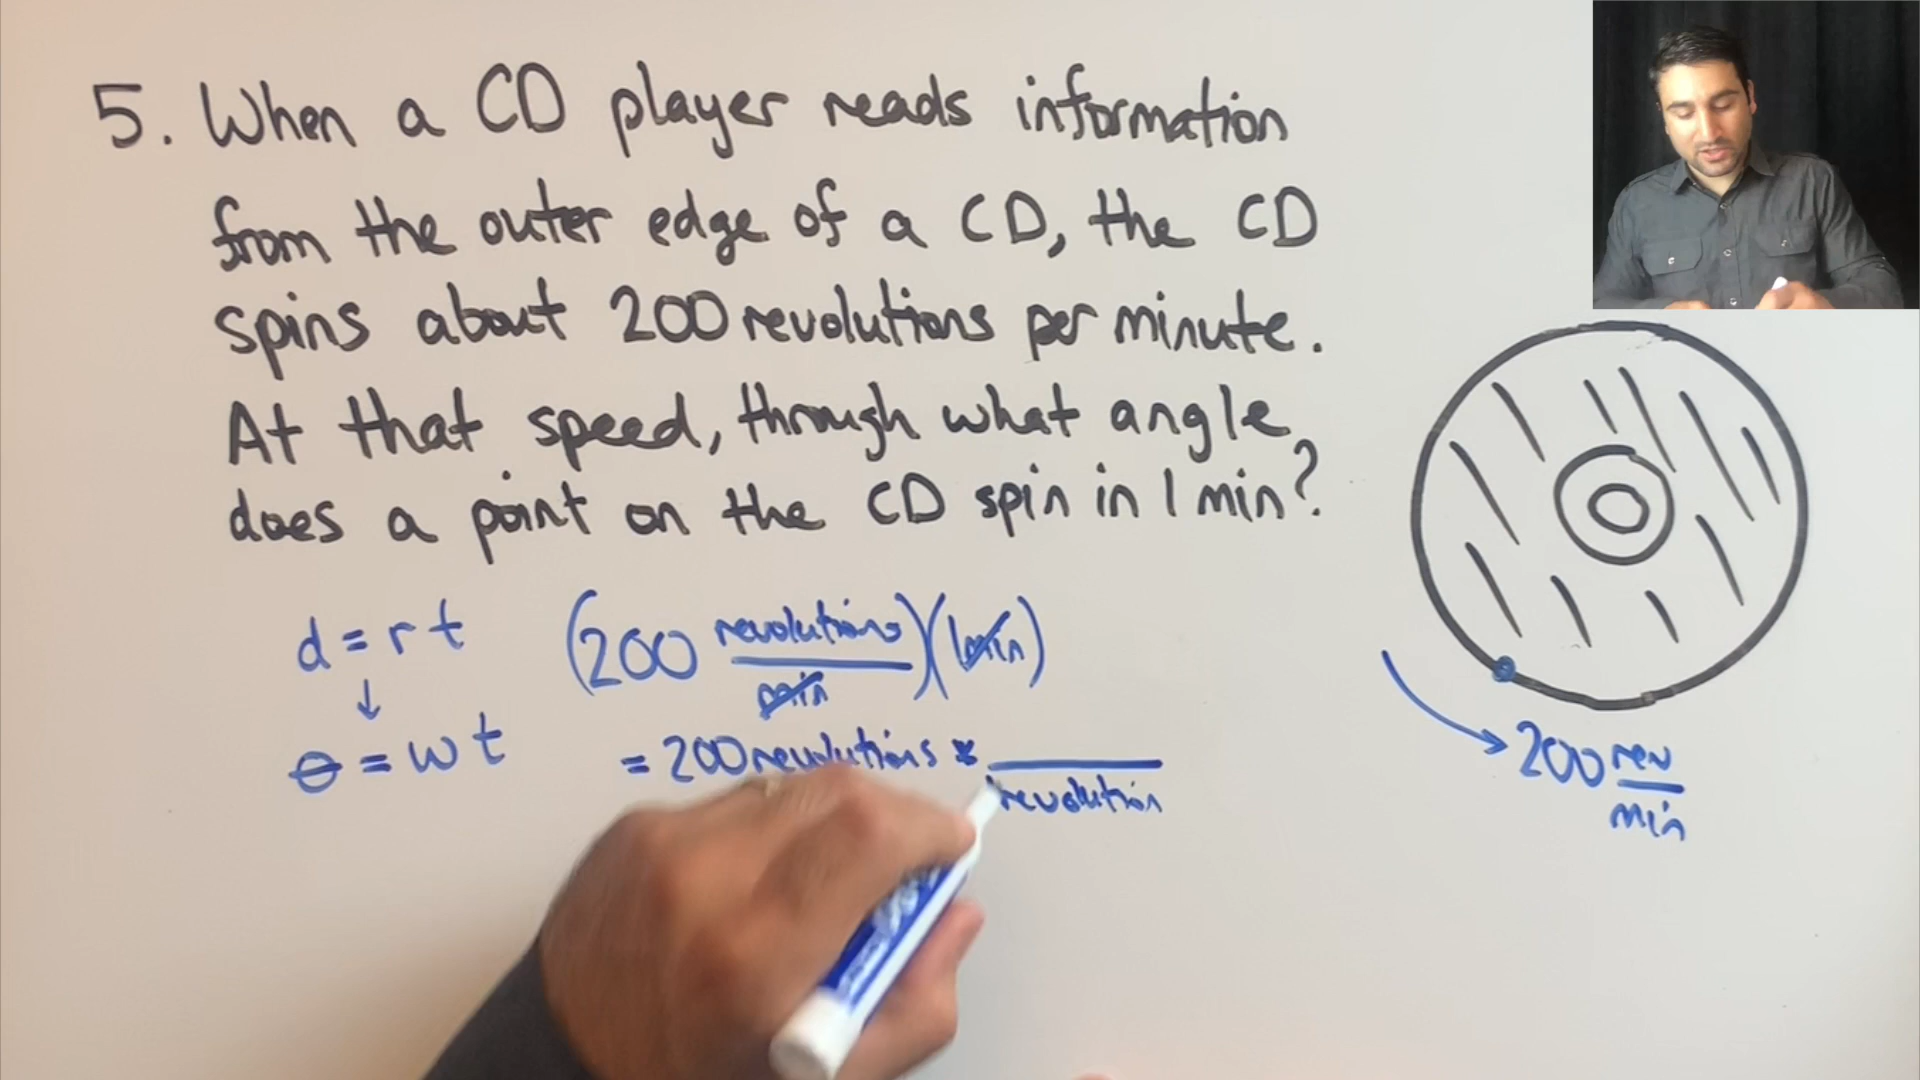 5. When a CD player reads information
from the outer edge of a CD, the CD
spins about 200 revolutions per minute.
At that speed, through what angle
does a point on the CD spin in 1 min?
d = r t
↓
θ = w t
(200 revolutions / min)(1 min)
= 200 revolutions *
revolution
200 rev
min